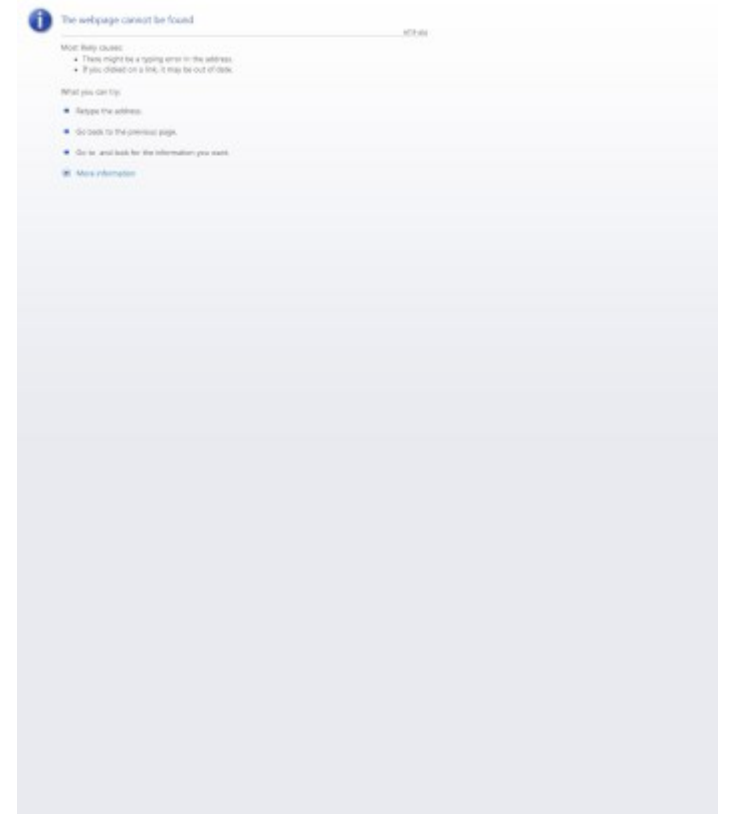 The webpage cannot be found
HTTP 404
Most likely causes:
There might be a typing error in the address.
If you clicked on a link, it may be out of date.
What you can try:
Retype the address.
Go back to the previous page.
Go to and look for the information you want.
More information